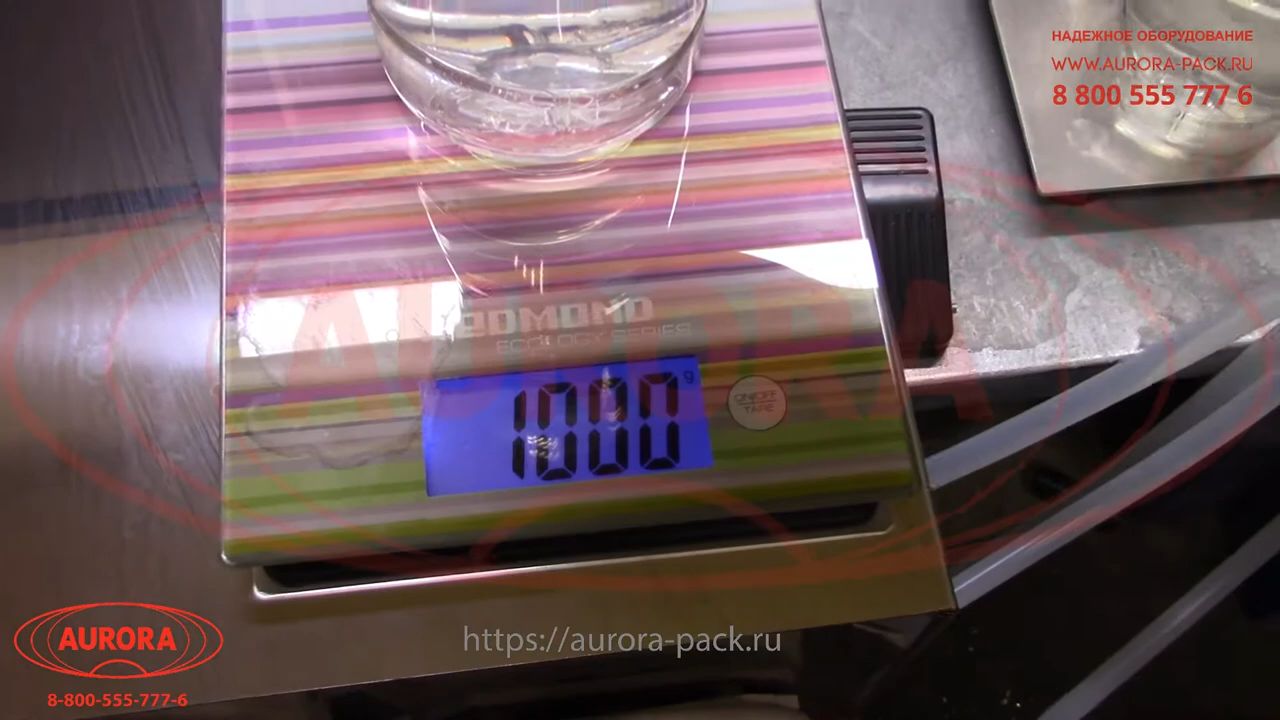 НАДЕЖНОЕ ОБОРУДОВАНИЕ
WWW.AURORA-PACK.RU
8 800 555 777 6
AURORA
REDMOND
ECOLOGY SERIES
1000 g
ON/OFF
TARE
https://aurora-pack.ru
AURORA
8-800-555-777-6